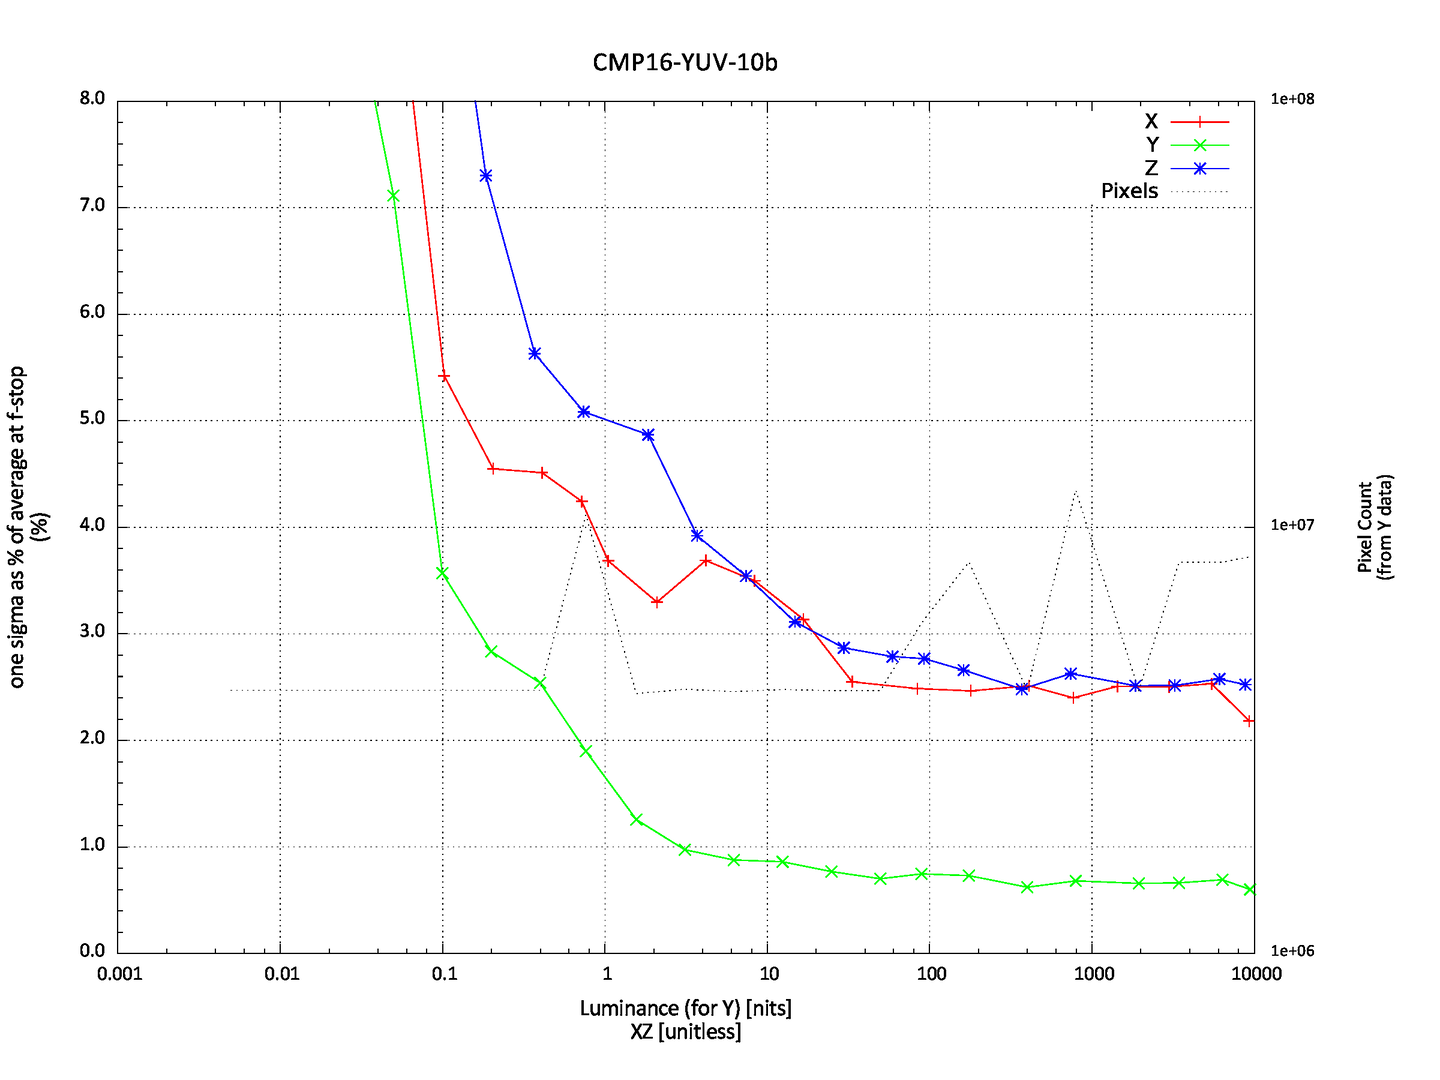 CMP16-YUV-10b
8.0
7.0
6.0
5.0
4.0
3.0
2.0
1.0
0.0
1e+08
1e+07
1e+06
X
Y
Z
Pixels
one sigma as % of average at f-stop
(%)
Pixel Count
(from Y data)
0.001
0.01
0.1
1
10
100
1000
10000
Luminance (for Y) [nits]
XZ [unitless]